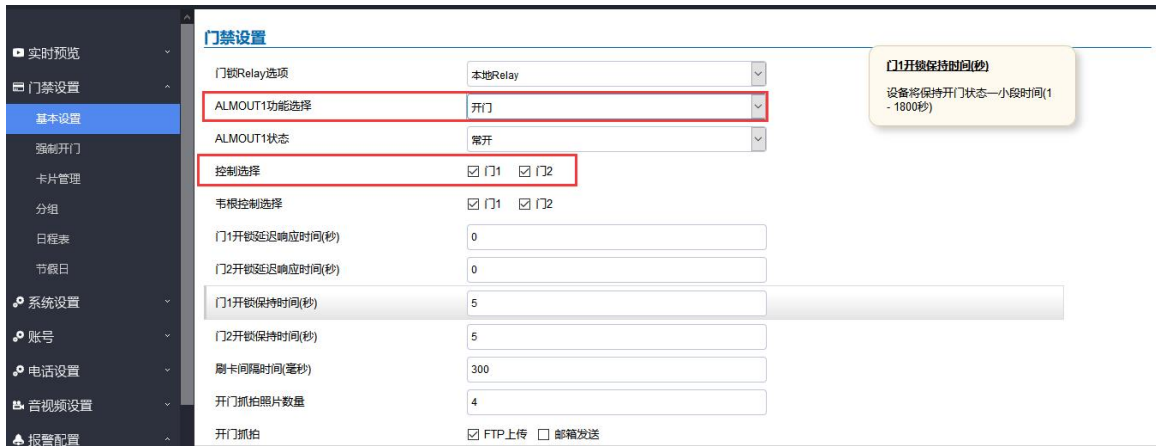 实时预览
门禁设置
基本设置
强制开门
卡片管理
分组
日程表
节假日
系统设置
账号
电话设置
音视频设置
报警配置
门禁设置
门锁Relay选项 本地Relay
ALMOUT1功能选择 开门
ALMOUT1状态 常开
控制选择 门1 门2
韦根控制选择 门1 门2
门1开锁延迟响应时间(秒) 0
门2开锁延迟响应时间(秒) 0
门1开锁保持时间(秒) 5
门2开锁保持时间(秒) 5
刷卡间隔时间(毫秒) 300
开门抓拍照片数量 4
开门抓拍 FTP上传 邮箱发送
门1开锁保持时间(秒)
设备将保持开门状态一小段时间(1
- 1800秒)